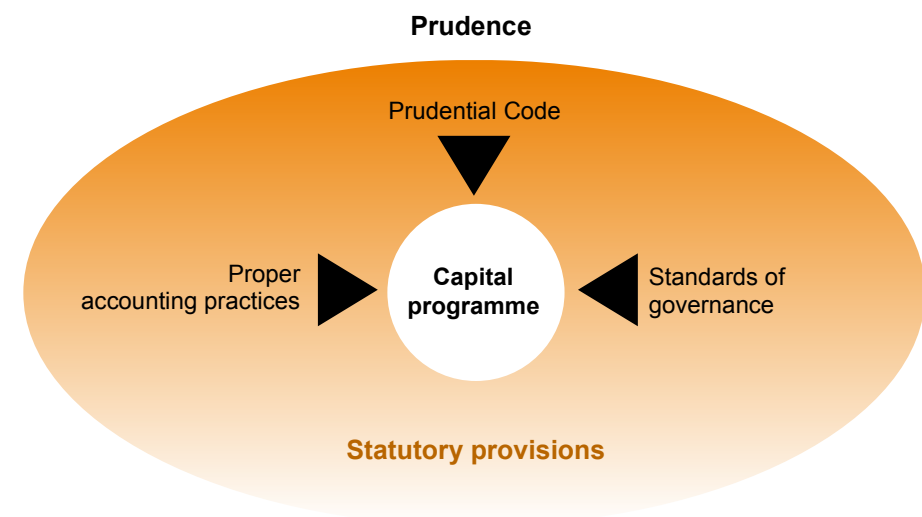 Prudence
Prudential Code
Proper
accounting practices
Capital
programme
Standards of
governance
Statutory provisions